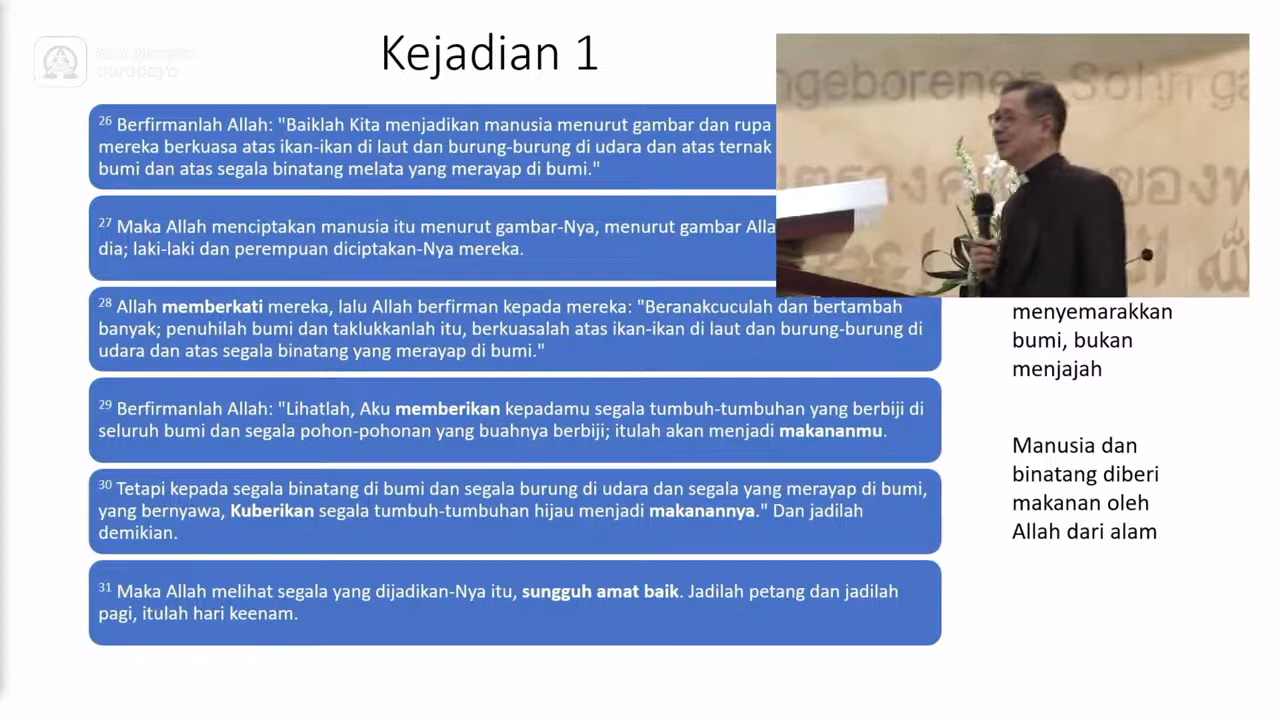 Kejadian 1
26 Berfirmanlah Allah: "Baiklah Kita menjadikan manusia menurut gambar dan rupa
mereka berkuasa atas ikan-ikan di laut dan burung-burung di udara dan atas ternak
bumi dan atas segala binatang melata yang merayap di bumi."
27 Maka Allah menciptakan manusia itu menurut gambar-Nya, menurut gambar
dia; laki-laki dan perempuan diciptakan-Nya mereka.
28 Allah memberkati mereka, lalu Allah berfirman kepada mereka: "Beranakcuculah dan bertambah
banyak; penuhilah bumi dan taklukkanlah itu, berkuasalah atas ikan-ikan di laut dan burung-burung di
udara dan atas segala binatang yang merayap di bumi."
29 Berfirmanlah Allah: "Lihatlah, Aku memberikan kepadamu segala tumbuh-tumbuhan yang berbiji di
seluruh bumi dan segala pohon-pohonan yang buahnya berbiji; itulah akan menjadi makananmu.
30 Tetapi kepada segala binatang di bumi dan segala burung di udara dan segala yang merayap di bumi,
yang bernyawa, Kuberikan segala tumbuh-tumbuhan hijau menjadi makanannya." Dan jadilah
demikian.
31 Maka Allah melihat segala yang dijadikan-Nya itu, sungguh amat baik. Jadilah petang dan jadilah
pagi, itulah hari keenam.
ngeborenen Sohn
menyemarakkan
bumi, bukan
menjajah
Manusia dan
binatang diberi
makanan oleh
Allah dari alam